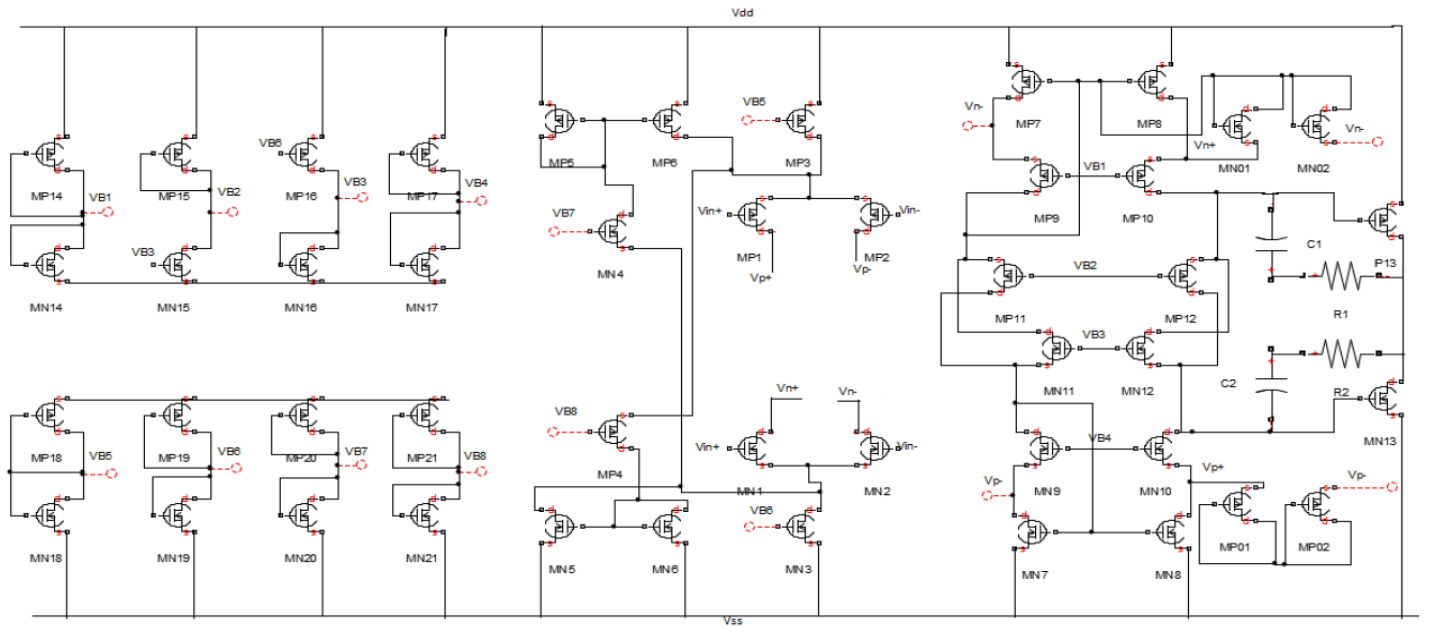 Vdd
VB5
Vn-
MP7
MP8
Vn+
MN01
MN02
Vn-
MP5
MP6
MP3
VB6
VB1
MP14
VB1
MP15
VB2
MP16
VB3
MP17
VB4
MP9
MP10
VB3
VB7
MN4
Vin+
Vin-
MP1
MP2
Vp+
Vp-
C1
P13
MN14
MN15
MN16
MN17
VB2
MP11
MP12
R1
VB3
MN11
MN12
C2
R2
Vn+
Vn-
MP18
VB5
MP19
VB6
MP20
VB7
MP21
VB8
VB8
MP4
Vin+
Vin-
MN1
MN2
VB4
MN9
MN10
MN13
Vp-
Vp+
Vp-
VB6
MN18
MN19
MN20
MN21
MN5
MN6
MN3
MN7
MN8
MP01
MP02
Vss